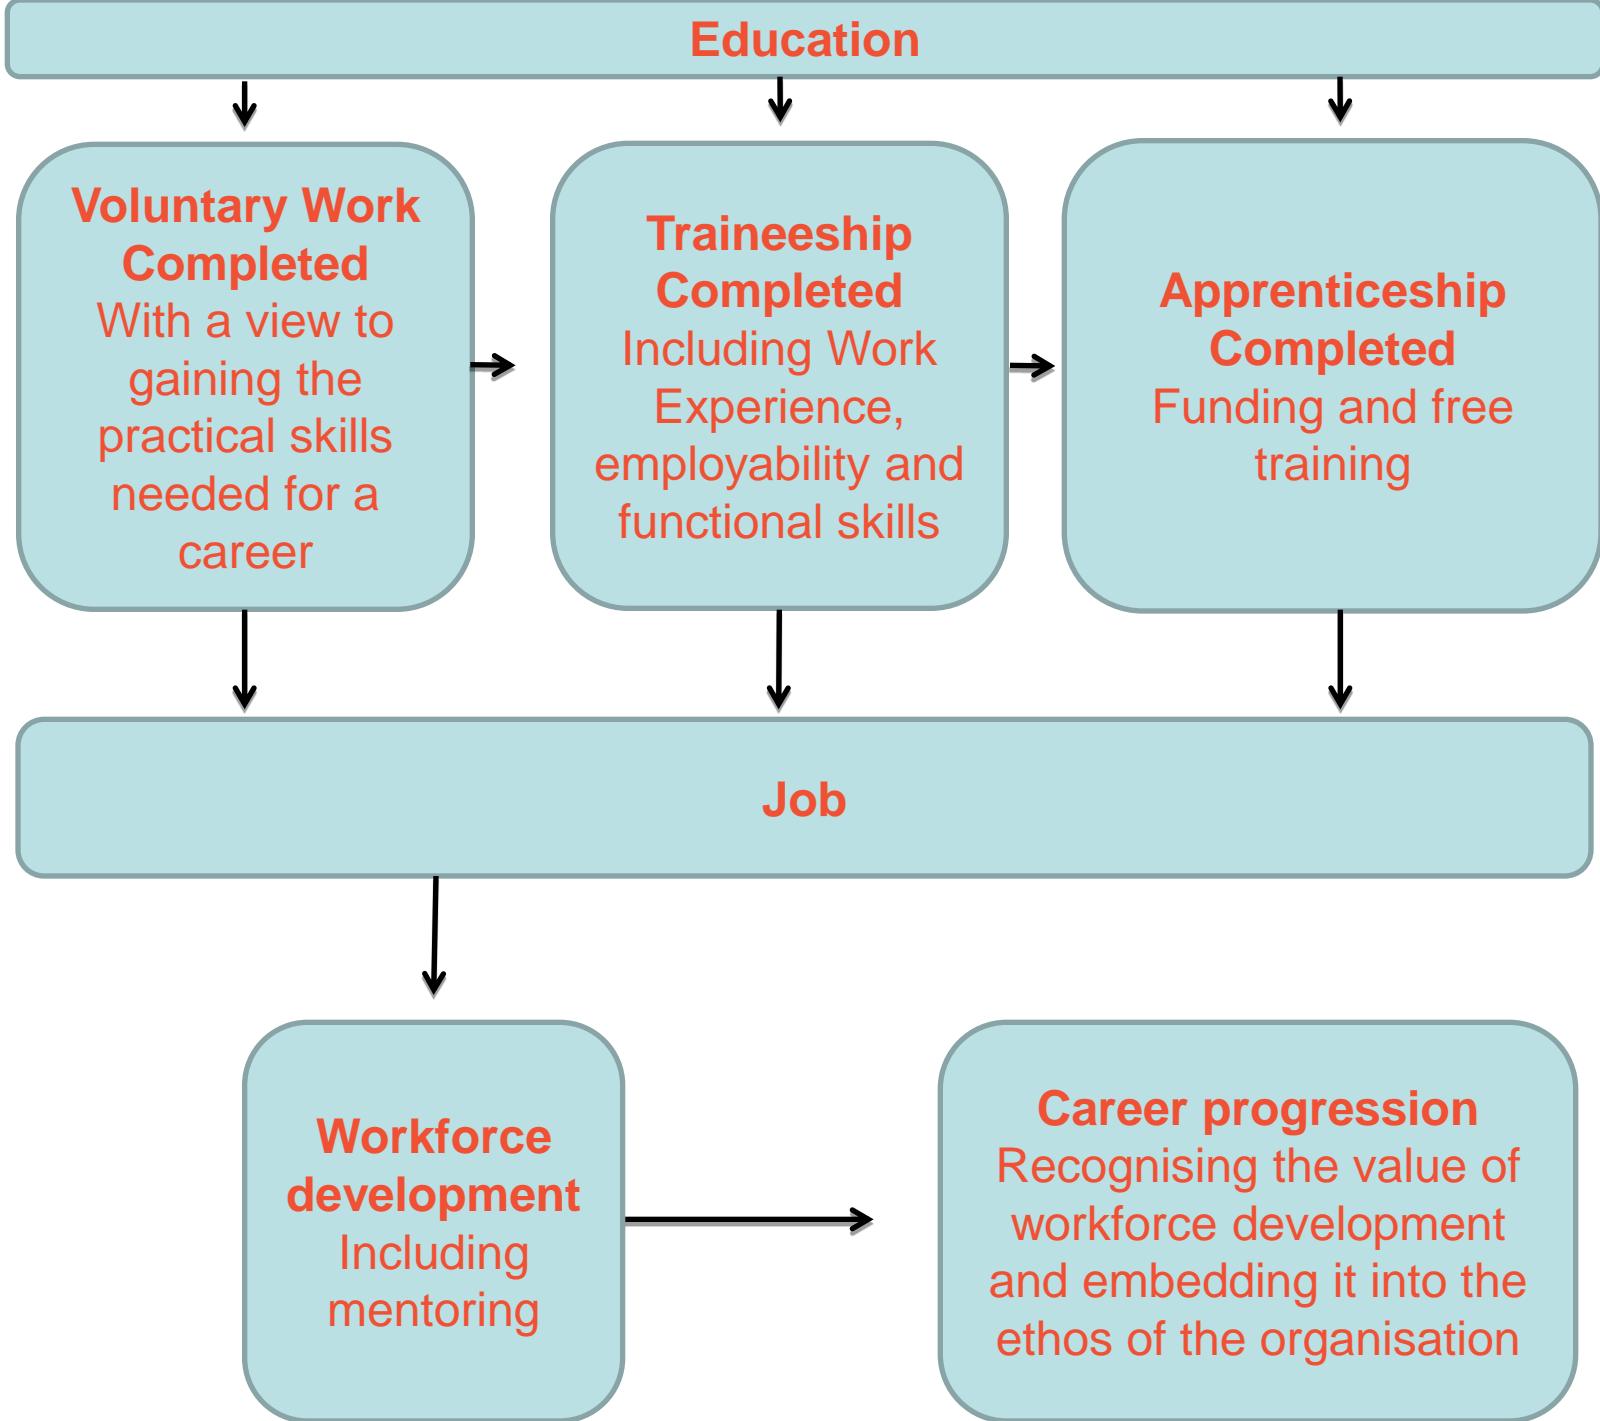 Education
Voluntary Work
Completed
With a view to
gaining the
practical skills
needed for a
career
Traineeship
Completed
Including Work
Experience,
employability and
functional skills
Apprenticeship
Completed
Funding and free
training
Job
Workforce
development
Including
mentoring
Career progression
Recognising the value of
workforce development
and embedding it into the
ethos of the organisation